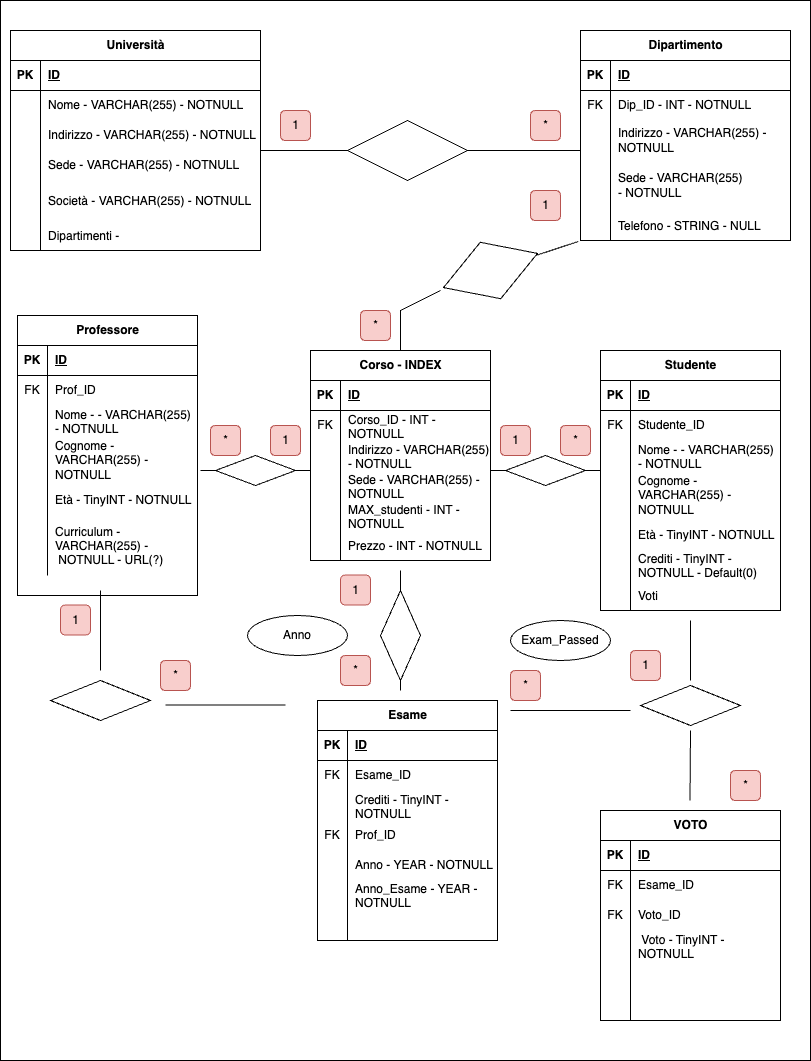 Università
PK ID
Nome - VARCHAR(255) - NOTNULL
Indirizzo - VARCHAR(255) - NOTNULL
Sede - VARCHAR(255) - NOTNULL
Società - VARCHAR(255) - NOTNULL
Dipartimenti -
1
*
Dipartimento
PK ID
FK Dip_ID - INT - NOTNULL
Indirizzo - VARCHAR(255) -
NOTNULL
Sede - VARCHAR(255)
- NOTNULL
Telefono - STRING - NULL
1
*
Professore
PK ID
FK Prof_ID
Nome - - VARCHAR(255)
- NOTNULL
Cognome -
VARCHAR(255) -
NOTNULL
Età - TinyINT - NOTNULL
Curriculum -
VARCHAR(255) -
NOTNULL - URL(?)
*
1
Corso - INDEX
PK ID
FK Corso_ID - INT -
NOTNULL
Indirizzo - VARCHAR(255)
- NOTNULL
Sede - VARCHAR(255) -
NOTNULL
MAX_studenti - INT -
NOTNULL
Prezzo - INT - NOTNULL
1
*
Studente
PK ID
FK Studente_ID
Nome - - VARCHAR(255)
- NOTNULL
Cognome -
VARCHAR(255) -
NOTNULL
Età - TinyINT - NOTNULL
Crediti - TinyINT -
NOTNULL - Default(0)
Voti
1
1
Anno
Exam_Passed
*
*
*
1
Esame
PK ID
FK Esame_ID
Crediti - TinyINT -
NOTNULL
FK Prof_ID
Anno - YEAR - NOTNULL
Anno_Esame - YEAR -
NOTNULL
*
VOTO
PK ID
FK Esame_ID
FK Voto_ID
Voto - TinyINT -
NOTNULL